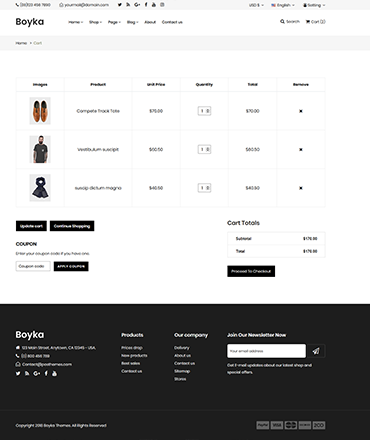 (00)123 456 7890 yourmail@domain.com USD $ English Setting
Boyka Home Shop Page Blog About Contact us Search Cart (2)
Home > Cart
Images Product Unit Price Quantity Total Remove
Compete Track Tote $70.00 1 $70.00
Vestibulum suscipit $60.50 1 $60.50
suscip dictum magna $40.50 1 $40.50
Update cart Continue Shopping
Cart Totals
Subtotal $170.00
Total $170.00
COUPON
Enter your coupon code if you have one.
Coupon code APPLY COUPON
Proceed To Checkout
Boyka Products Our company Join Our Newsletter Now
123 Main Street, Anytown, CA 12345 - USA.
(0) 800 456 789
Contact@posthemes.com
Prices drop
New products
Best sales
Contact us
Delivery
About us
Contact us
Sitemap
Stores
Your email address
Get E-mail updates about our latest shop and
special offers.
Copyright 2018 Boyka Themes. All Rights Reserved